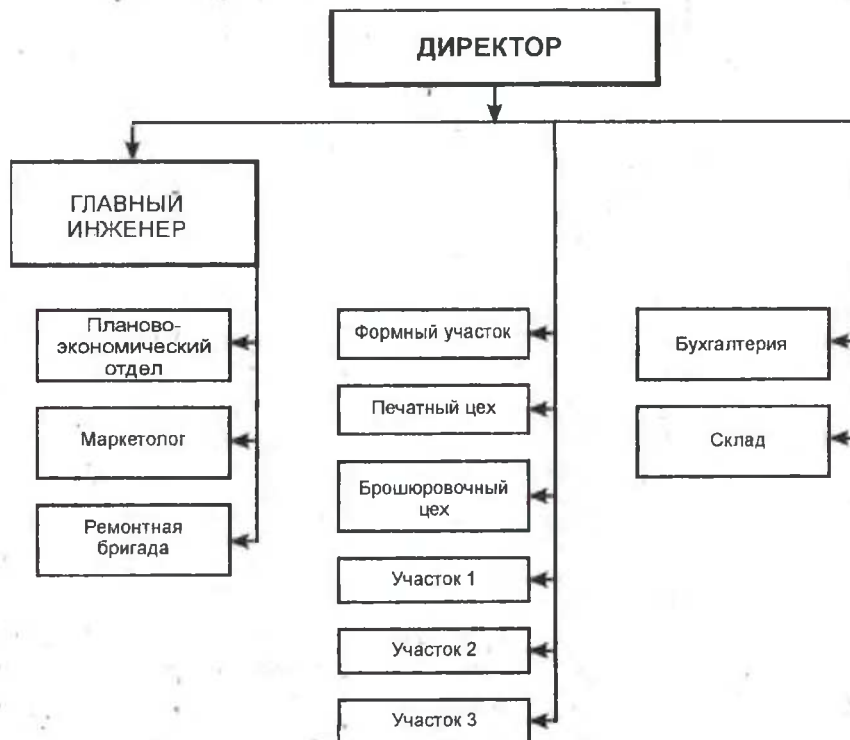 ДИРЕКТОР
ГЛАВНЫЙ
ИНЖЕНЕР
Планово-
экономический
отдел
Маркетолог
Ремонтная
бригада
Формный участок
Печатный цех
Брошюровочный
цех
Участок 1
Участок 2
Участок 3
Бухгалтерия
Склад